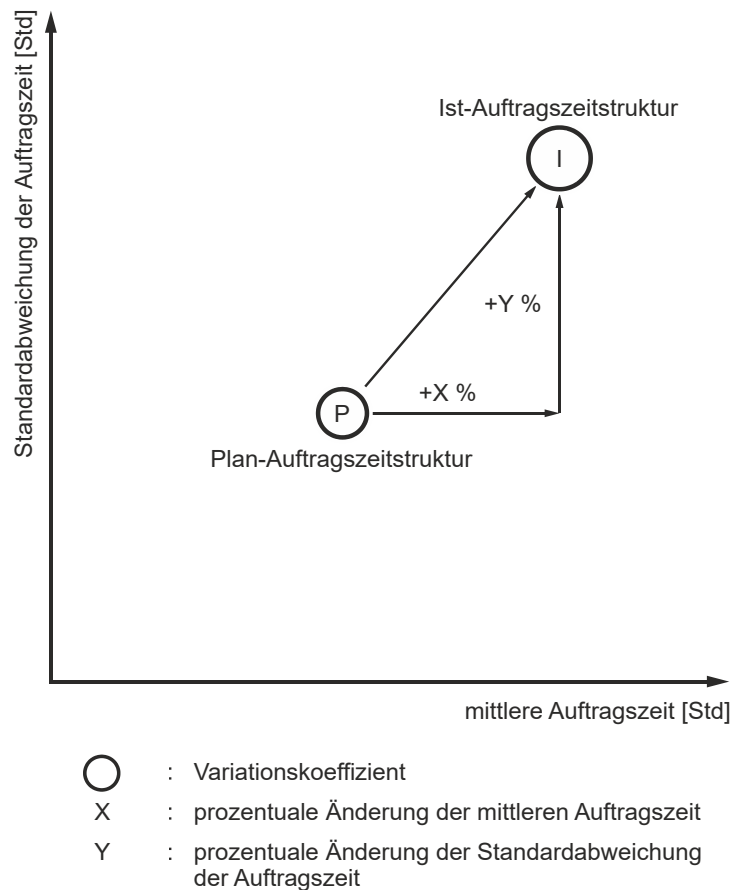 Standardabweichung der Auftragszeit [Std]
Ist-Auftragszeitstruktur
I
+Y %
+X %
P
Plan-Auftragszeitstruktur
mittlere Auftragszeit [Std]
: Variationskoeffizient
X : prozentuale Änderung der mittleren Auftragszeit
Y : prozentuale Änderung der Standardabweichung
der Auftragszeit